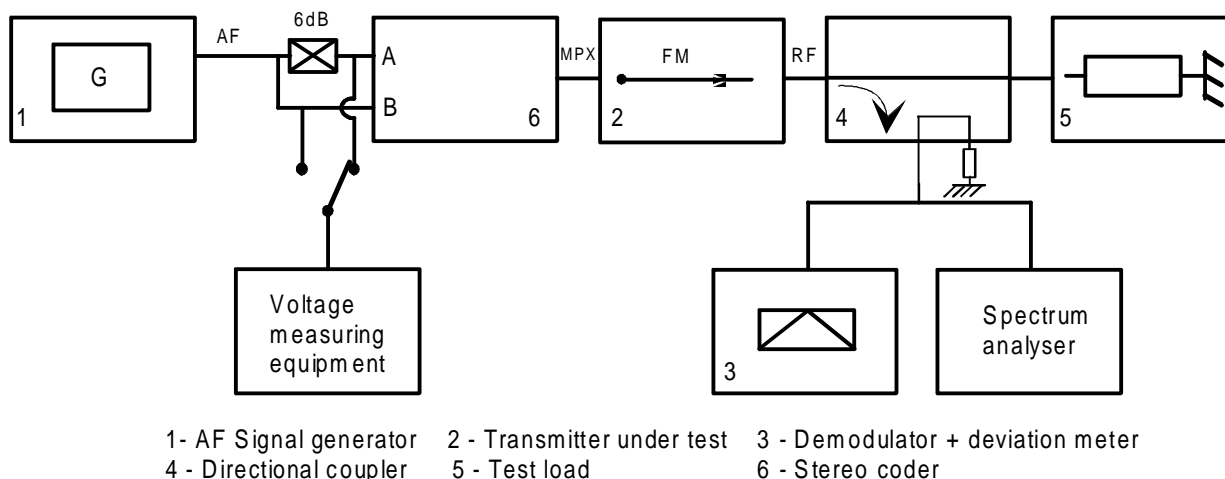 6dB
AF
G
A
MPX
FM
RF
B
1
6
2
4
5
Voltage
measuring
equipment
3
Spectrum
analyser
1- AF Signal generator 2 - Transmitter under test 3 - Demodulator + deviation meter
4 - Directional coupler 5 - Test load 6 - Stereo coder